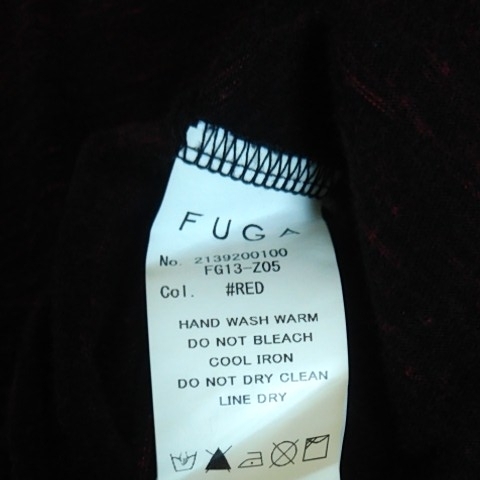 FUGA
No. 2139200100
FG13-Z05
Col. #RED
HAND WASH WARM
DO NOT BLEACH
COOL IRON
DO NOT DRY CLEAN
LINE DRY